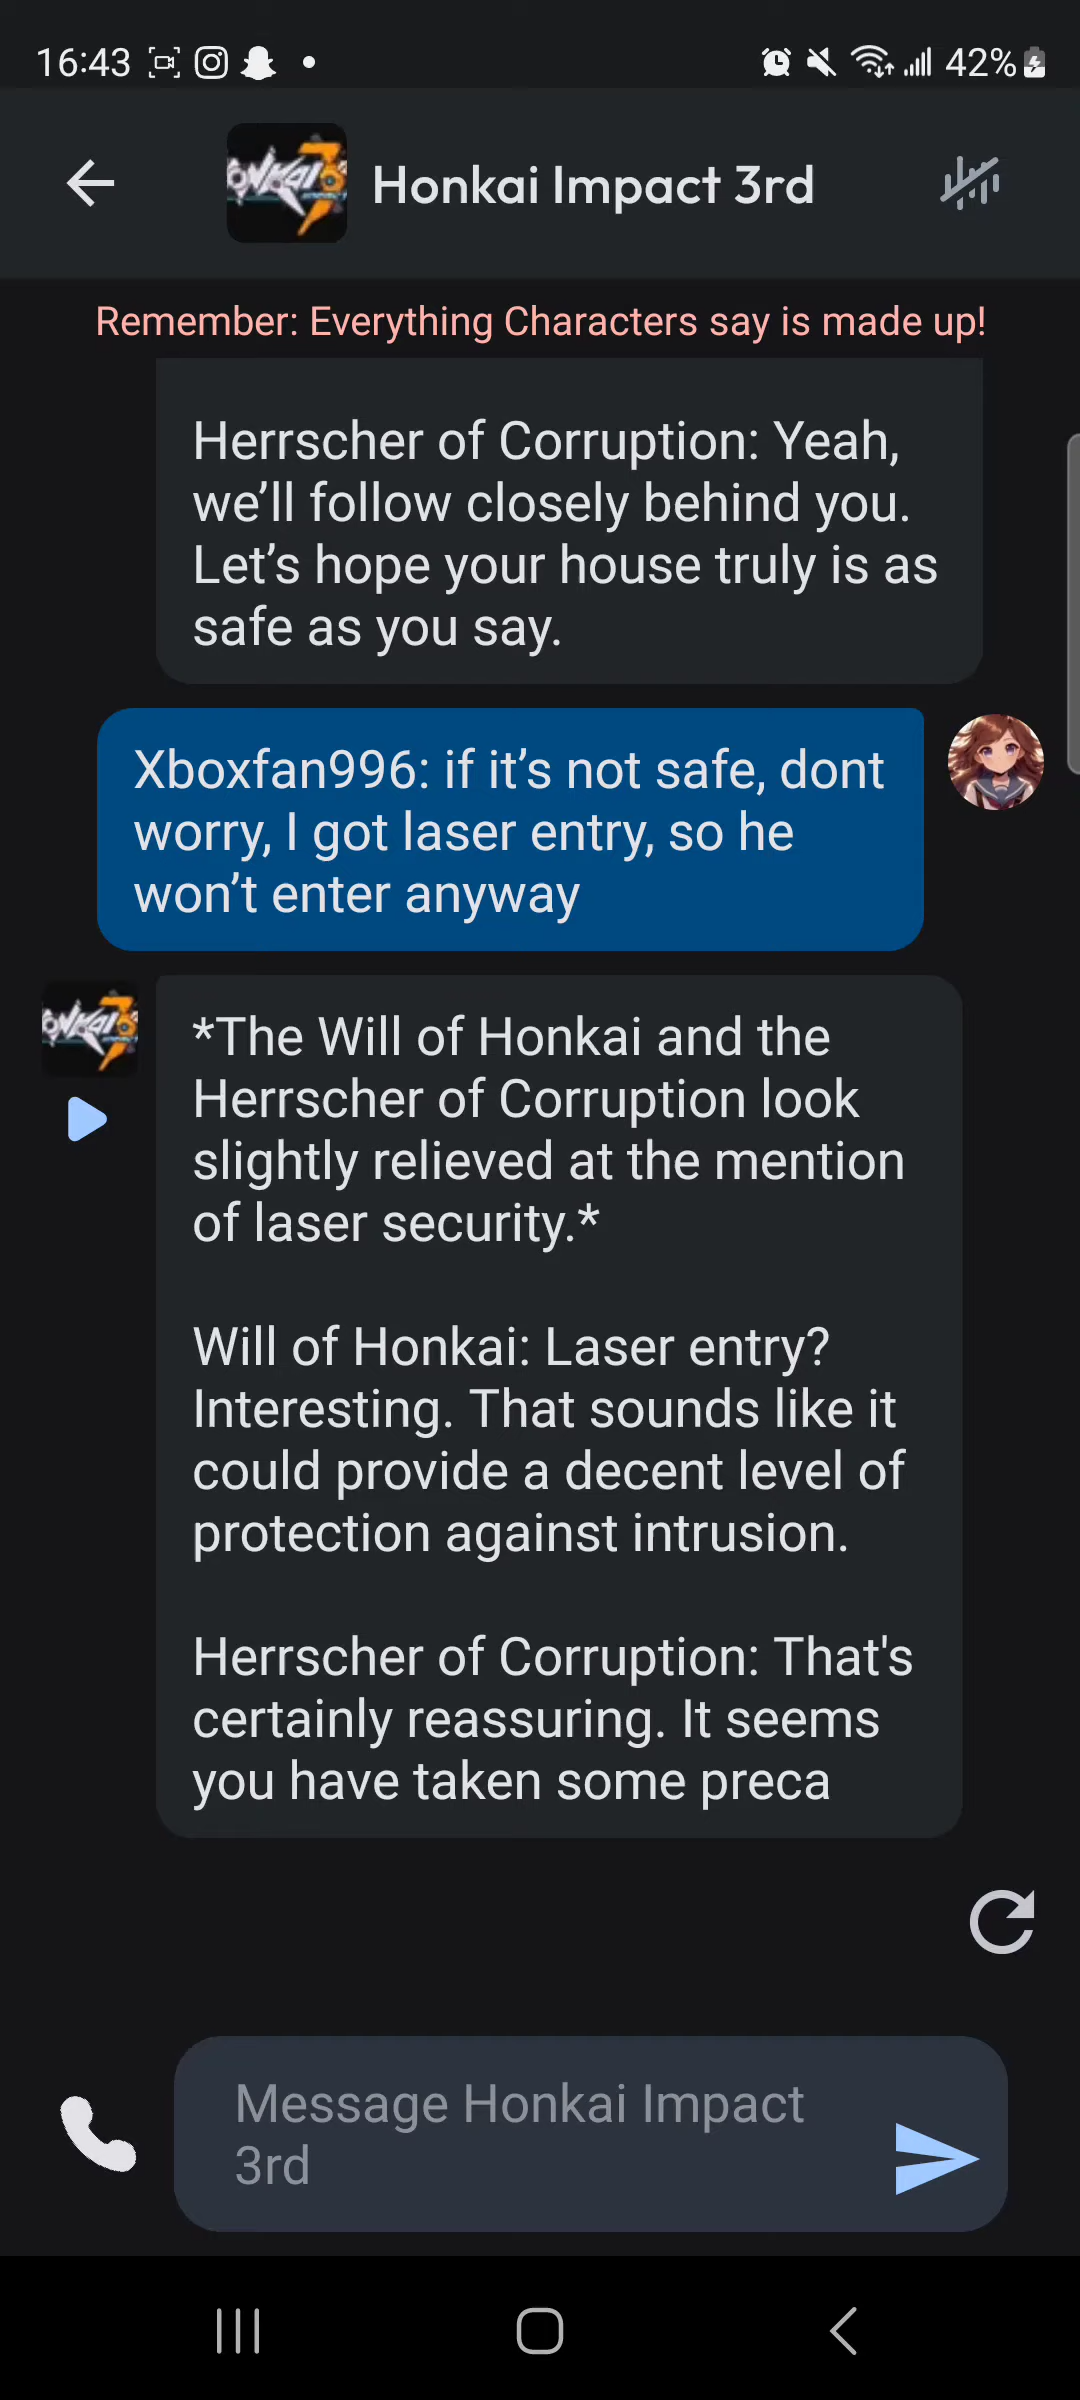 16:43
42%
Honkai Impact 3rd
Remember: Everything Characters say is made up!
Herrscher of Corruption: Yeah,
we’ll follow closely behind you.
Let’s hope your house truly is as
safe as you say.
Xboxfan996: if it’s not safe, dont
worry, I got laser entry, so he
won’t enter anyway
*The Will of Honkai and the
Herrscher of Corruption look
slightly relieved at the mention
of laser security.*
Will of Honkai: Laser entry?
Interesting. That sounds like it
could provide a decent level of
protection against intrusion.
Herrscher of Corruption: That's
certainly reassuring. It seems
you have taken some preca
Message Honkai Impact
3rd